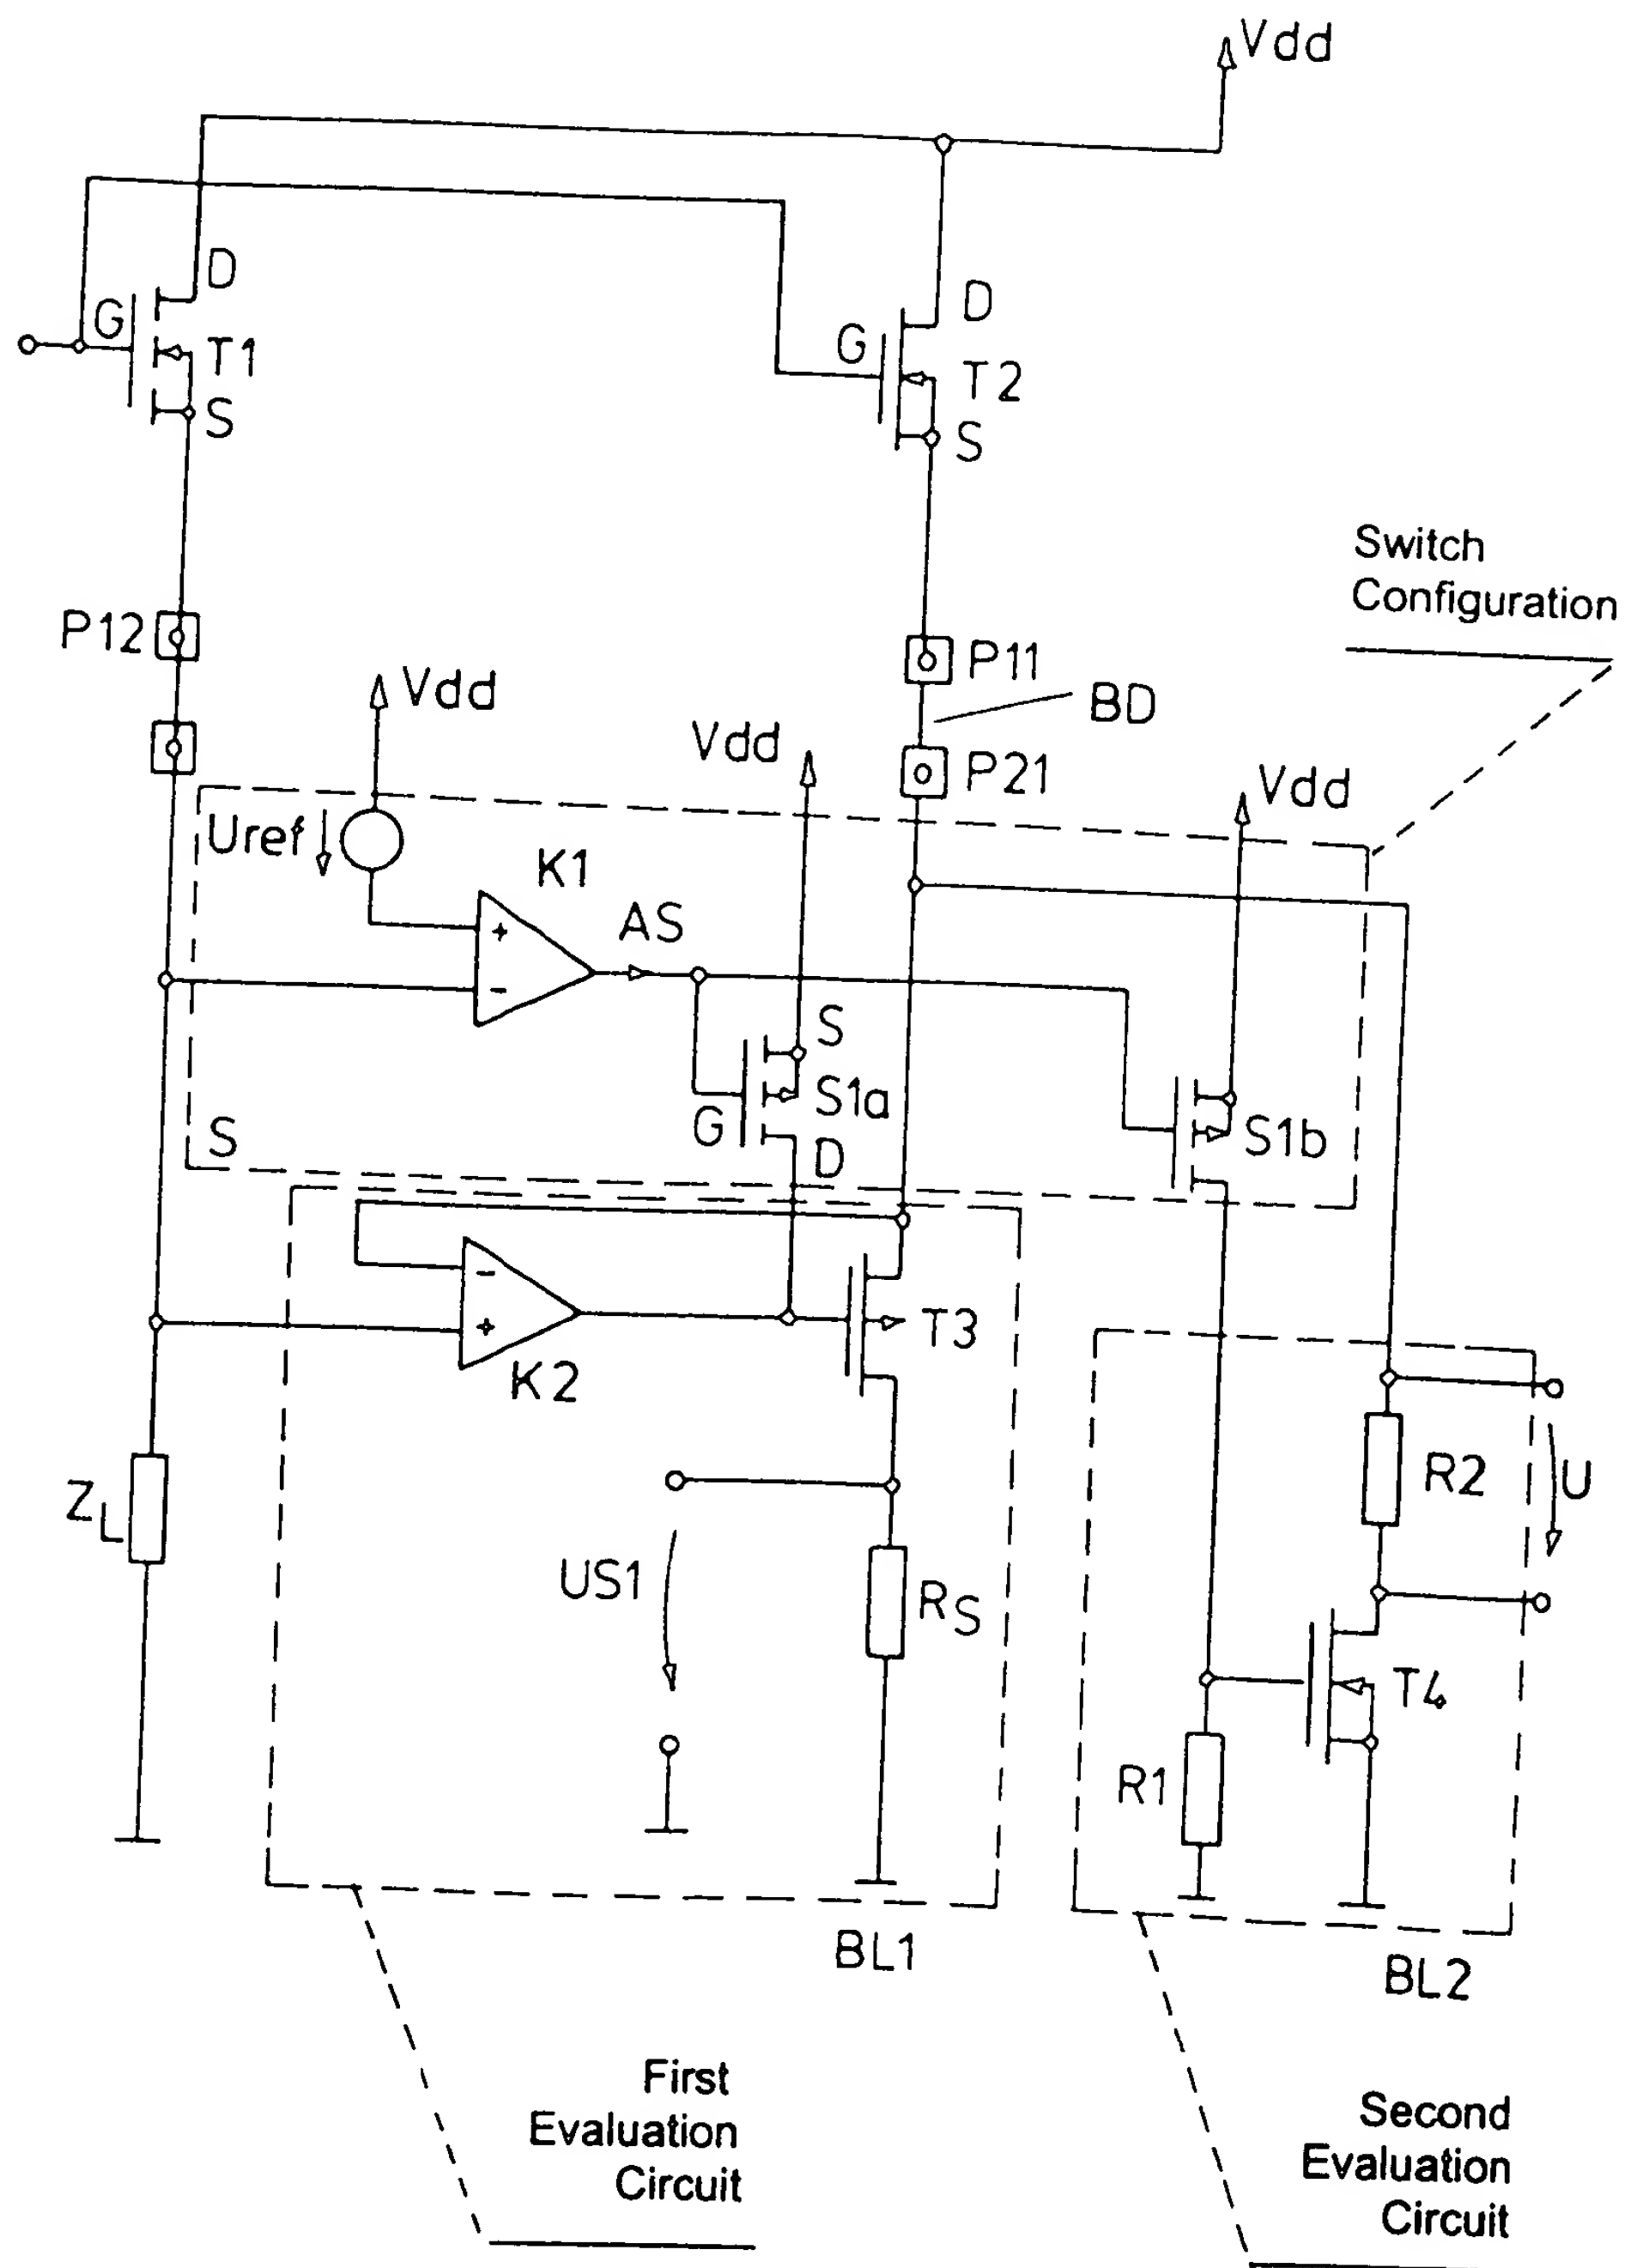 Vdd
D
G
T1
S
D
G
T2
S
Switch
Configuration
P12
P11
BD
Vdd
Vdd
P21
Vdd
Uref
K1
AS
+
-
S
S1a
G
D
S1b
S
-
+
K2
T3
ZL
R2
U
US1
RS
T4
R1
BL1
BL2
First
Evaluation
Circuit
Second
Evaluation
Circuit